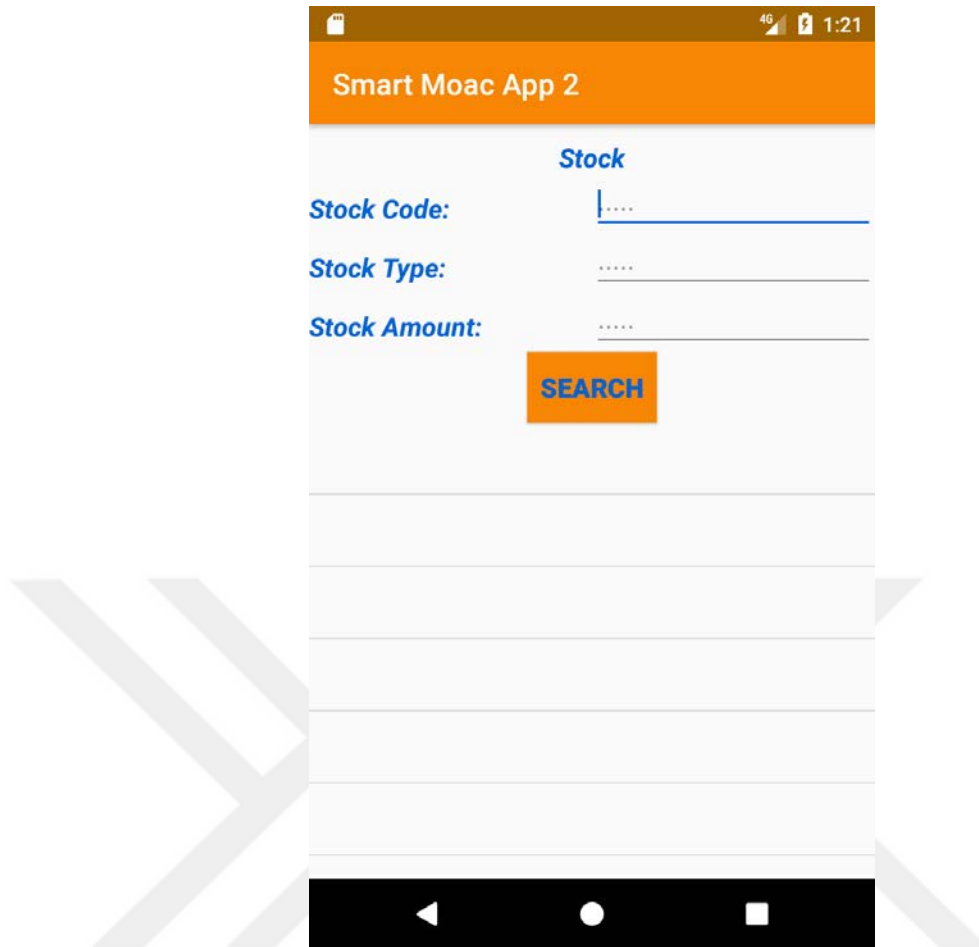 4G 1:21
Smart Moac App 2
Stock
Stock Code: .....
Stock Type: .....
Stock Amount: .....
SEARCH